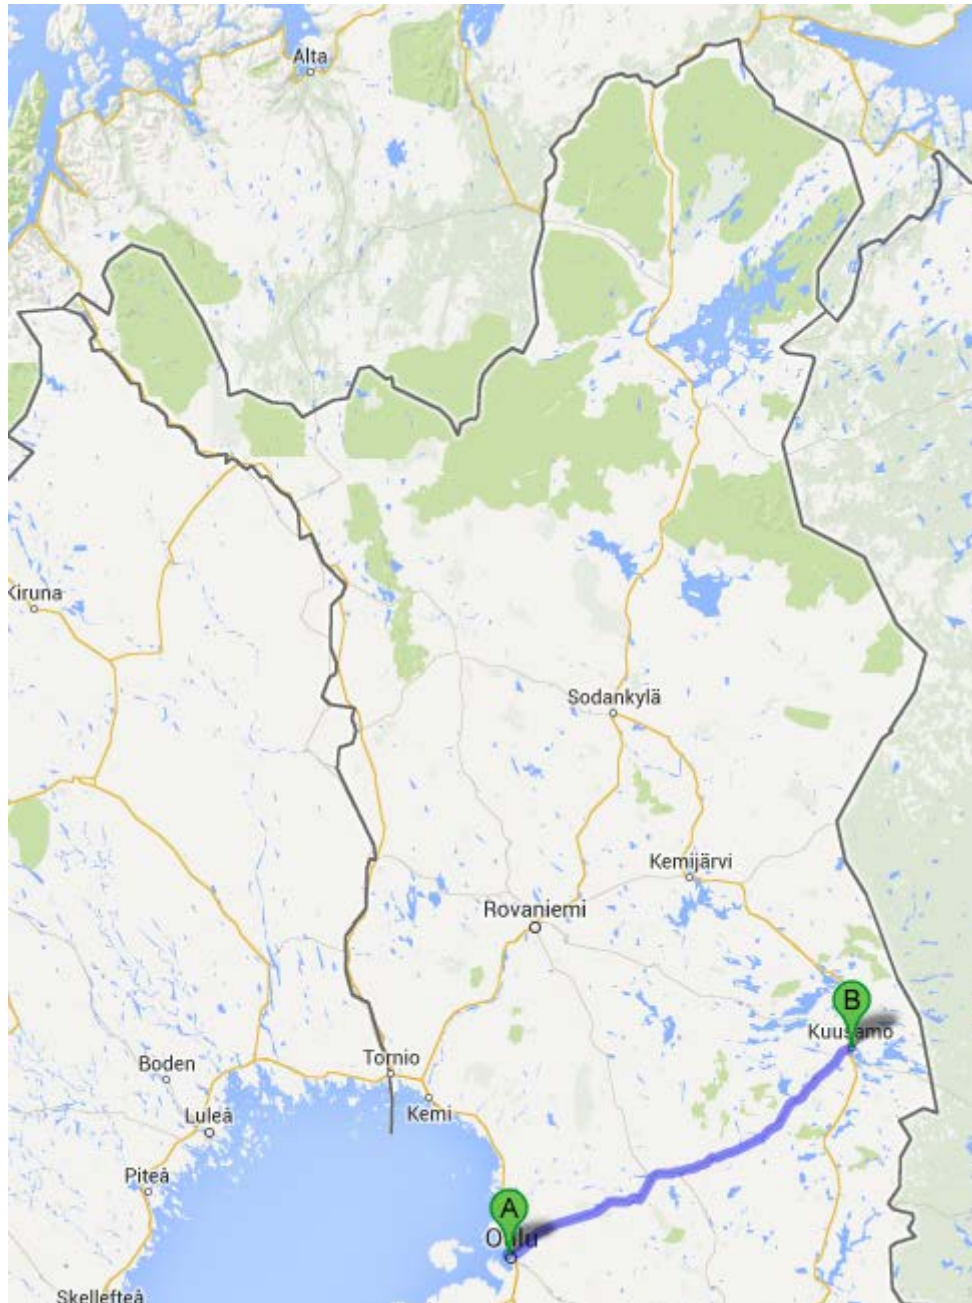 Alta
Kiruna
Sodankylä
Kemijärvi
Rovaniemi
B
Kuusamo
Tornio
Boden
Kemi
Luleå
Piteå
A
Oulu
Skellefteå